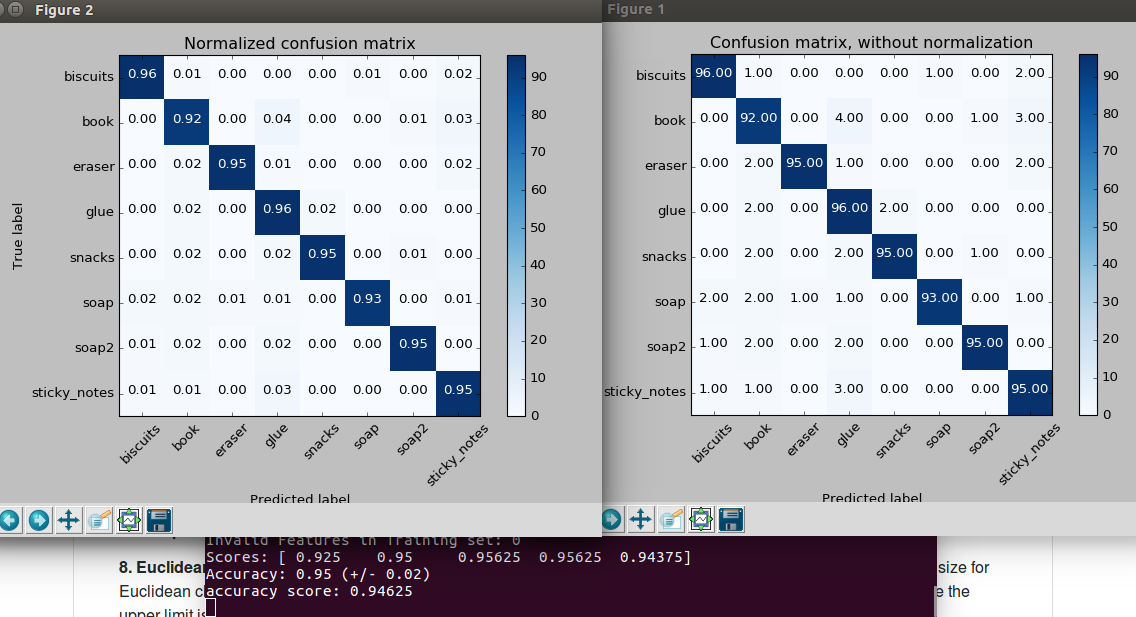 Figure 2
Normalized confusion matrix
biscuits 0.96 0.01 0.00 0.00 0.00 0.01 0.00 0.02
book 0.00 0.92 0.00 0.04 0.00 0.00 0.01 0.03
eraser 0.00 0.02 0.95 0.01 0.00 0.00 0.00 0.02
glue 0.00 0.02 0.00 0.96 0.02 0.00 0.00 0.00
snacks 0.00 0.02 0.00 0.02 0.95 0.00 0.01 0.00
soap 0.02 0.02 0.01 0.01 0.00 0.93 0.00 0.01
soap2 0.01 0.02 0.00 0.02 0.00 0.00 0.95 0.00
sticky_notes 0.01 0.01 0.00 0.03 0.00 0.00 0.00 0.95
True label
biscuits book eraser glue snacks soap soap2 sticky_notes
Predicted label
90
80
70
60
50
40
30
20
10
0
Figure 1
Confusion matrix, without normalization
biscuits 96.00 1.00 0.00 0.00 0.00 1.00 0.00 2.00
book 0.00 92.00 0.00 4.00 0.00 0.00 1.00 3.00
eraser 0.00 2.00 95.00 1.00 0.00 0.00 0.00 2.00
glue 0.00 2.00 0.00 96.00 2.00 0.00 0.00 0.00
snacks 0.00 2.00 0.00 2.00 95.00 0.00 1.00 0.00
soap 2.00 2.00 1.00 1.00 0.00 93.00 0.00 1.00
soap2 1.00 2.00 0.00 2.00 0.00 0.00 95.00 0.00
sticky_notes 1.00 1.00 0.00 3.00 0.00 0.00 0.00 95.00
biscuits book eraser glue snacks soap soap2 sticky_notes
Predicted label
90
80
70
60
50
40
30
20
10
0
Invalid Features in Training set: 0
Scores: [ 0.925 0.95 0.95625 0.95625 0.94375]
Accuracy: 0.95 (+/- 0.02)
accuracy score: 0.94625
8. Euclidea
size for
Euclidean c
e the
upper limit is